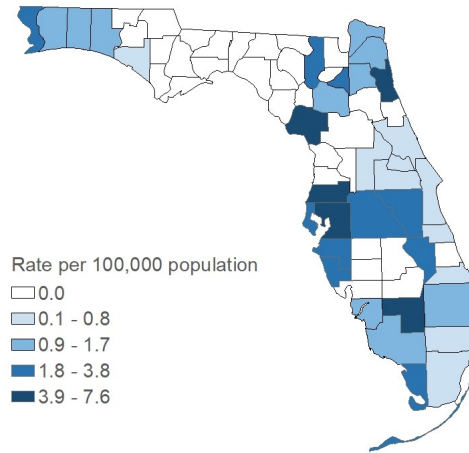 Rate per 100,000 population
0.0
0.1 - 0.8
0.9 - 1.7
1.8 - 3.8
3.9 - 7.6